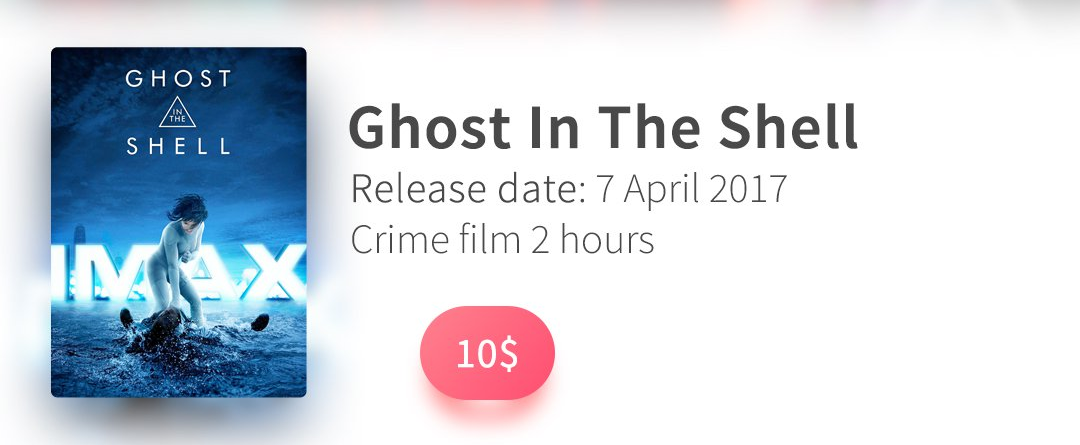 GHOST
IN
THE
SHELL
IMAX
Ghost In The Shell
Release date: 7 April 2017
Crime film 2 hours
10$